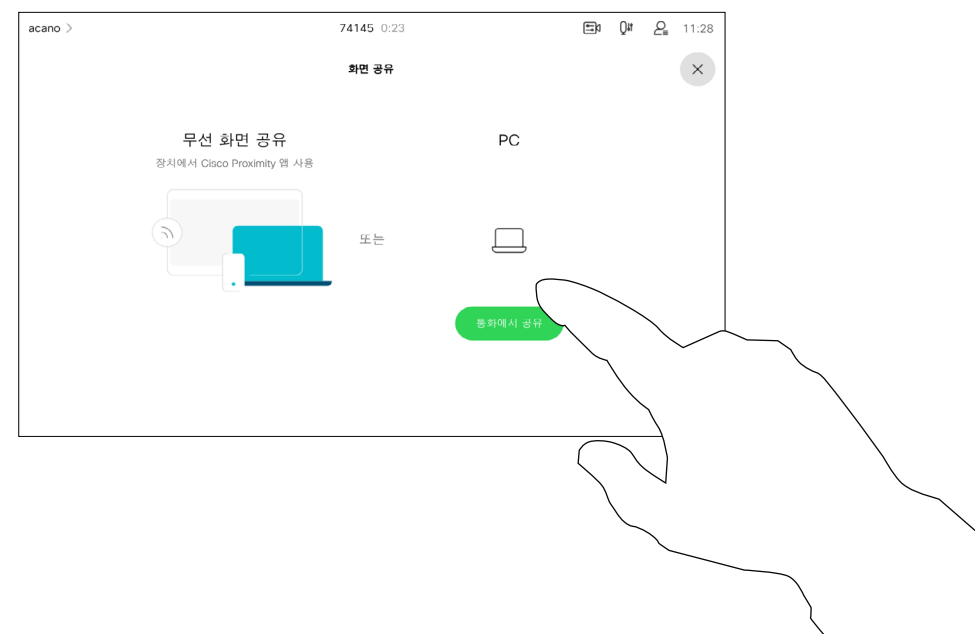 acano >
74145 0:23
11:28
화면 공유
무선 화면 공유
장치에서 Cisco Proximity 앱 사용
PC
또는
통화에서 공유